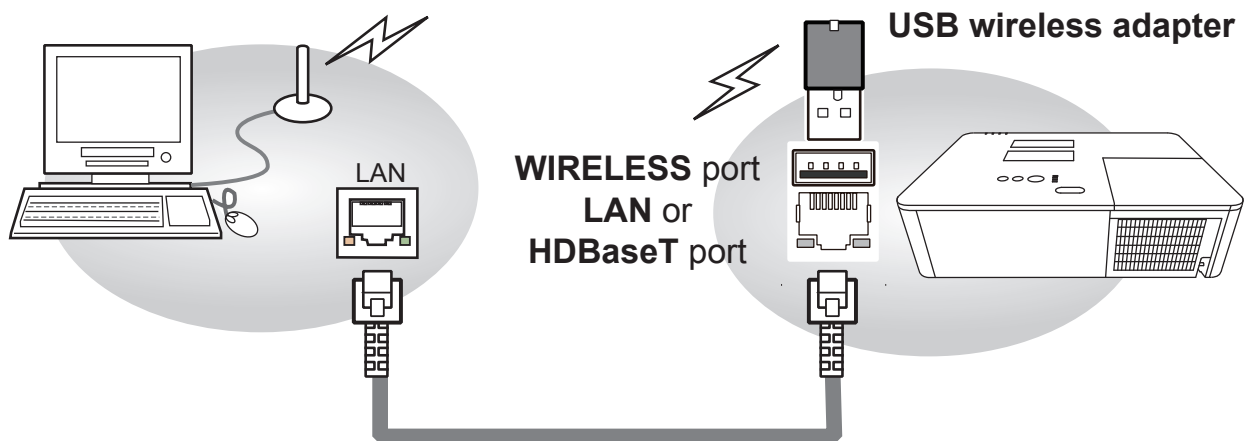 USB wireless adapter
LAN
WIRELESS port
LAN or
HDBaseT port